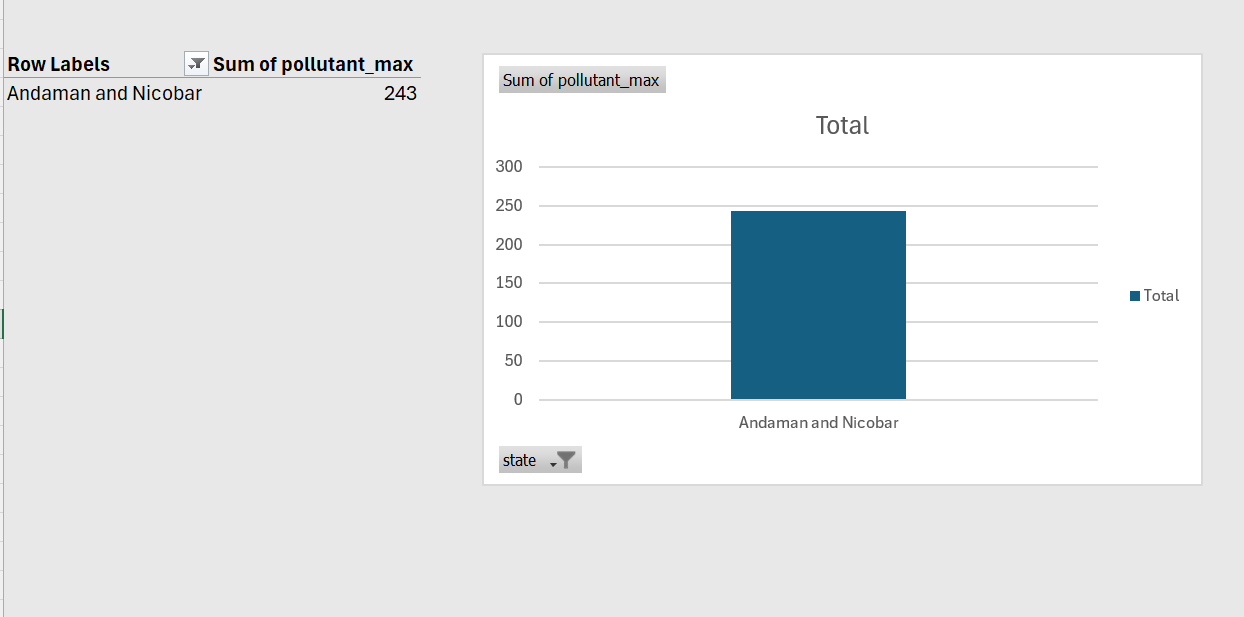 Row Labels Sum of pollutant_max
Andaman and Nicobar 243
Sum of pollutant_max
Total
300
250
200
150
100
50
0
Total
Andaman and Nicobar
state